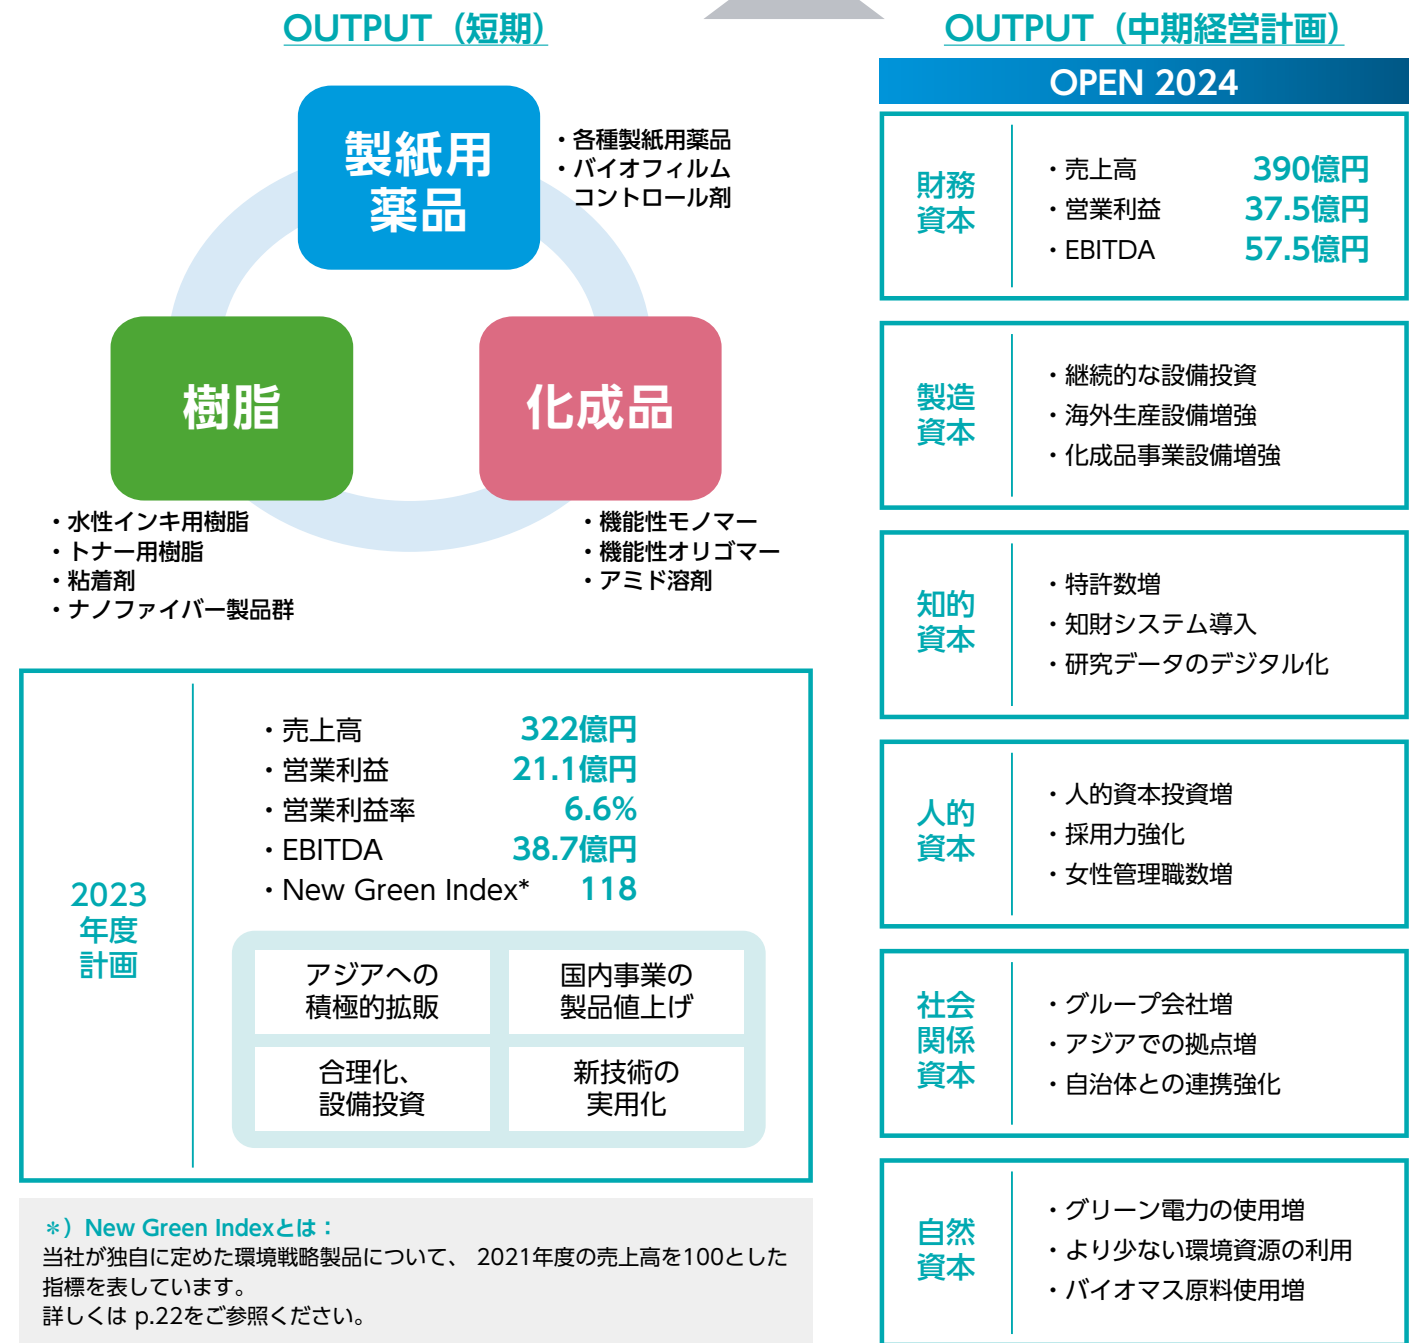 OUTPUT（短期）
製紙用
薬品
・各種製紙用薬品
・バイオフィルム
コントロール剤
樹脂
化成品
・水性インキ用樹脂
・トナー用樹脂
・粘着剤
・ナノファイバー製品群
・機能性モノマー
・機能性オリゴマー
・アミド溶剤
2023
年度
計画
・売上高 322億円
・営業利益 21.1億円
・営業利益率 6.6%
・EBITDA 38.7億円
・New Green Index* 118
アジアへの
積極的拡販
国内事業の
製品値上げ
合理化、
設備投資
新技術の
実用化
＊）New Green Indexとは：
当社が独自に定めた環境戦略製品について、 2021年度の売上高を100とした
指標を表しています。
詳しくは p.22をご参照ください。
OUTPUT（中期経営計画）
OPEN 2024
財務
資本
・売上高 390億円
・営業利益 37.5億円
・EBITDA 57.5億円
製造
資本
・継続的な設備投資
・海外生産設備増強
・化成品事業設備増強
知的
資本
・特許数増
・知財システム導入
・研究データのデジタル化
人的
資本
・人的資本投資増
・採用力強化
・女性管理職数増
社会
関係
資本
・グループ会社増
・アジアでの拠点増
・自治体との連携強化
自然
資本
・グリーン電力の使用増
・より少ない環境資源の利用
・バイオマス原料使用増